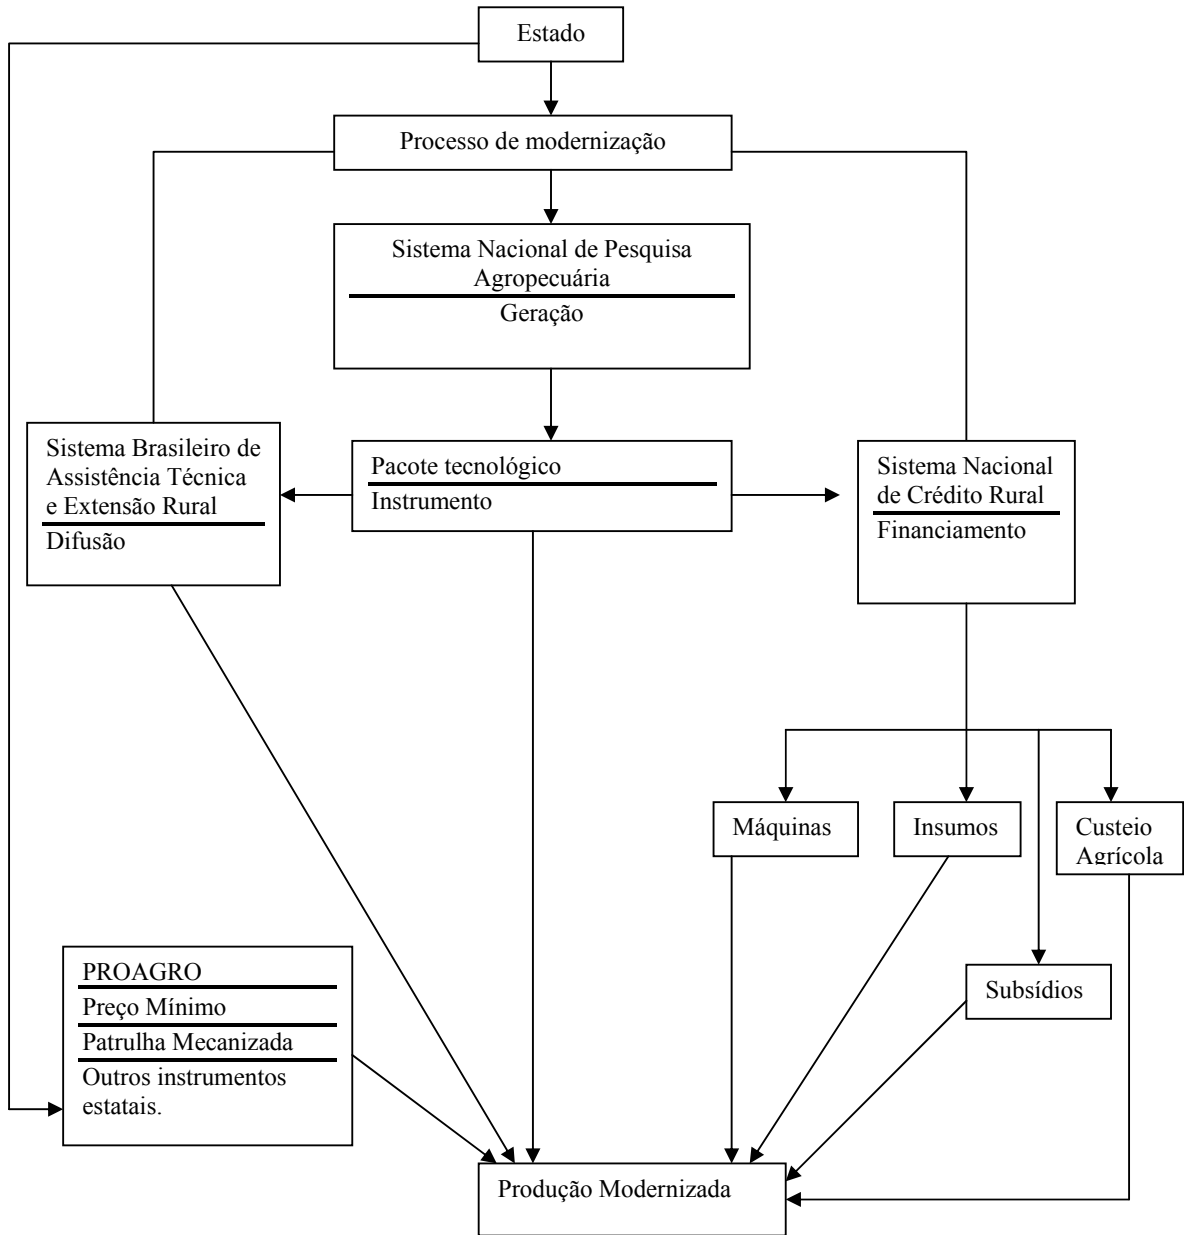 Estado
Processo de modernização
Sistema Nacional de Pesquisa
Agropecuária
Geração
Sistema Brasileiro de
Assistência Técnica
e Extensão Rural
Difusão
Pacote tecnológico
Instrumento
Sistema Nacional
de Crédito Rural
Financiamento
Máquinas
Insumos
Custeio
Agrícola
Subsídios
PROAGRO
Preço Mínimo
Patrulha Mecanizada
Outros instrumentos
estatais.
Produção Modernizada